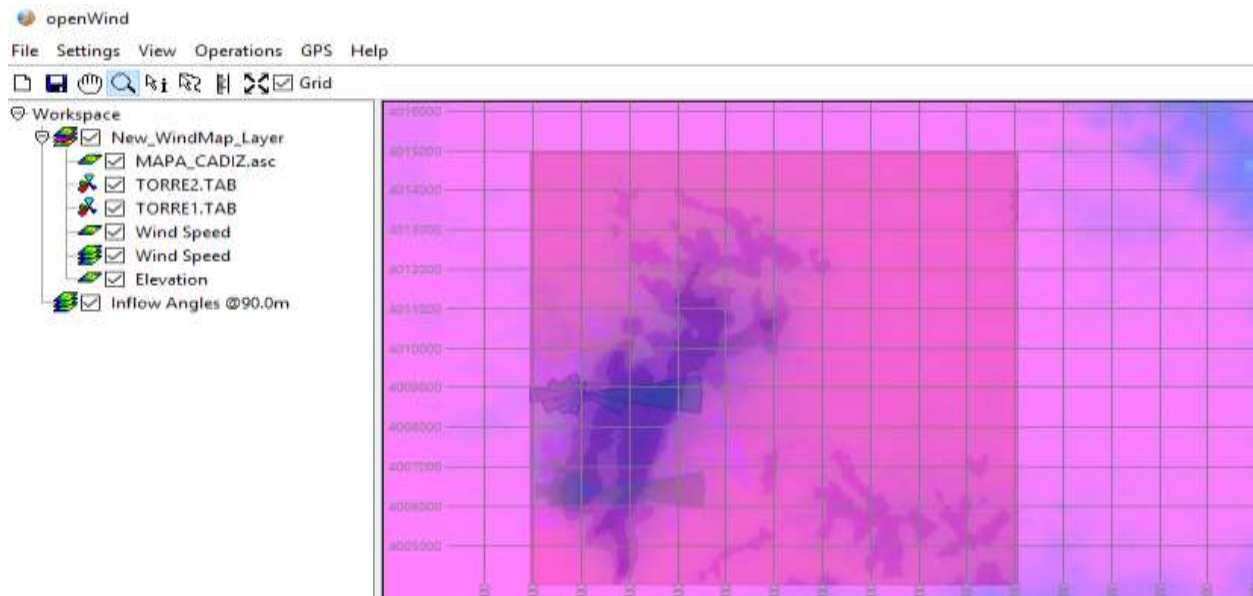 openWind
File Settings View Operations GPS Help
Grid
Workspace
New_WindMap_Layer
MAPA_CADIZ.asc
TORRE2.TAB
TORRE1.TAB
Wind Speed
Wind Speed
Elevation
Inflow Angles @90.0m
4016000
4015000
4014000
4013000
4012000
4011000
4010000
4009000
4008000
4007000
4006000
4005000